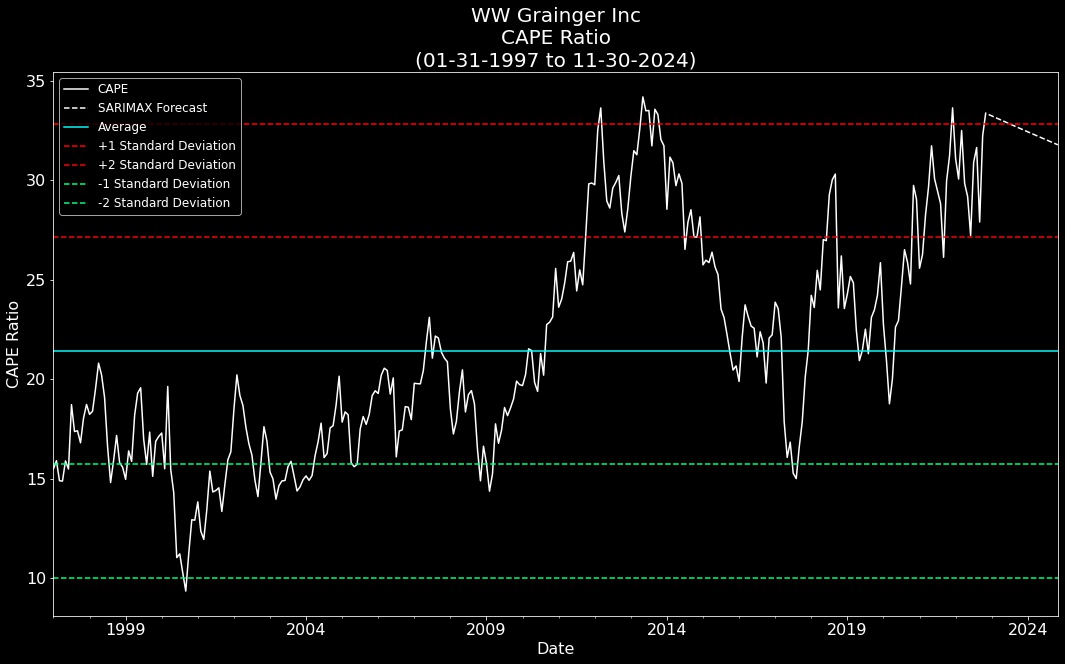 WW Grainger Inc
CAPE Ratio
(01-31-1997 to 11-30-2024)
CAPE
SARIMAX Forecast
Average
+1 Standard Deviation
+2 Standard Deviation
-1 Standard Deviation
-2 Standard Deviation
35
30
25
20
15
10
CAPE Ratio
1999
2004
2009
2014
2019
2024
Date